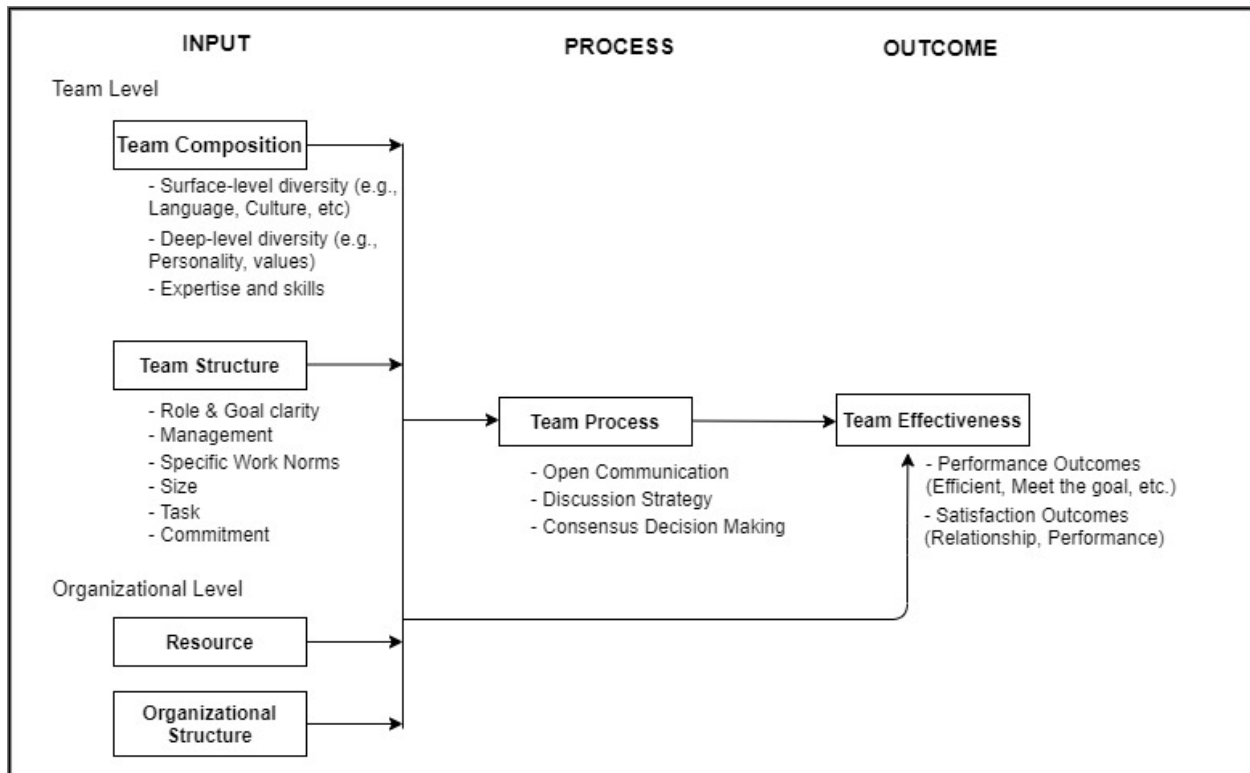 INPUT
PROCESS
OUTCOME
Team Level
Team Composition
- Surface-level diversity (e.g.,
Language, Culture, etc)
- Deep-level diversity (e.g.,
Personality, values)
- Expertise and skills
Team Structure
- Role & Goal clarity
- Management
- Specific Work Norms
- Size
- Task
- Commitment
Team Process
- Open Communication
- Discussion Strategy
- Consensus Decision Making
Team Effectiveness
- Performance Outcomes
(Efficient, Meet the goal, etc.)
- Satisfaction Outcomes
(Relationship, Performance)
Organizational Level
Resource
Organizational
Structure